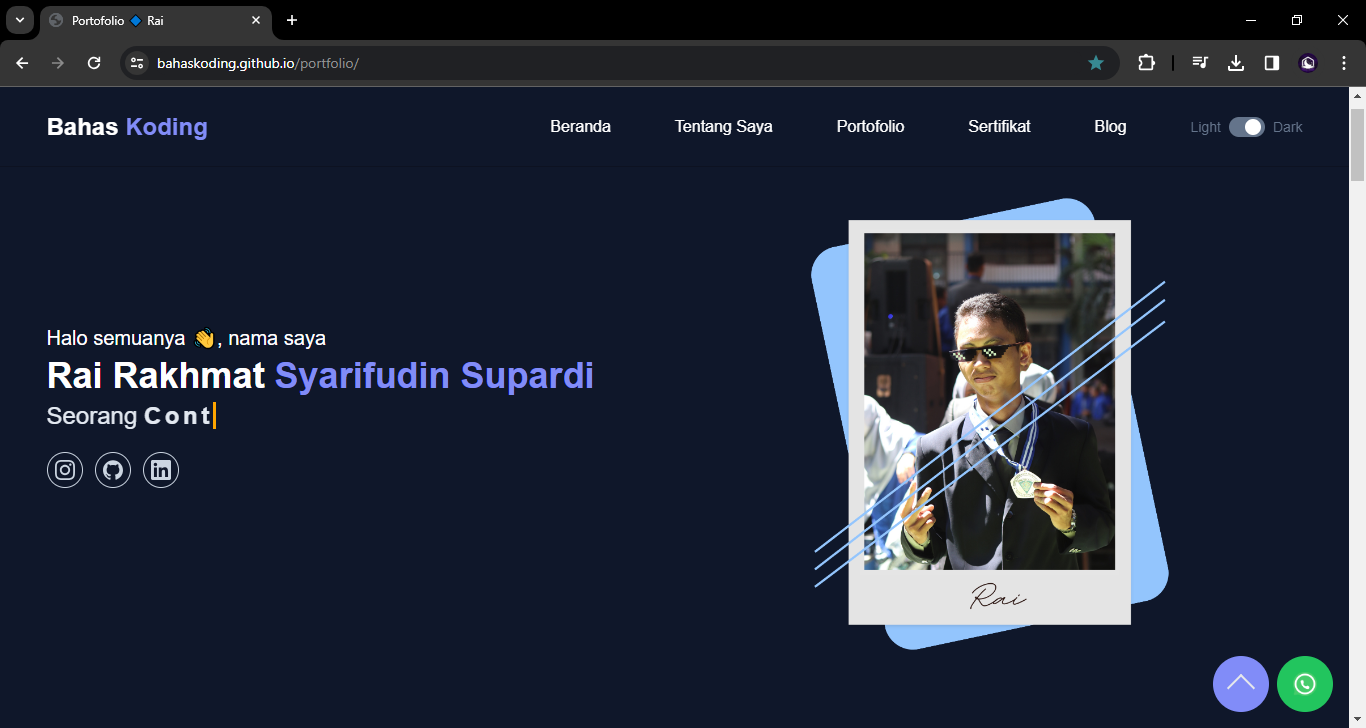 Portofolio 🔷 Rai
bahaskoding.github.io/portfolio/
Bahas Koding
Beranda
Tentang Saya
Portofolio
Sertifikat
Blog
Light
Dark
Halo semuanya 👋, nama saya
Rai Rakhmat Syarifudin Supardi
Seorang Cont
Rai